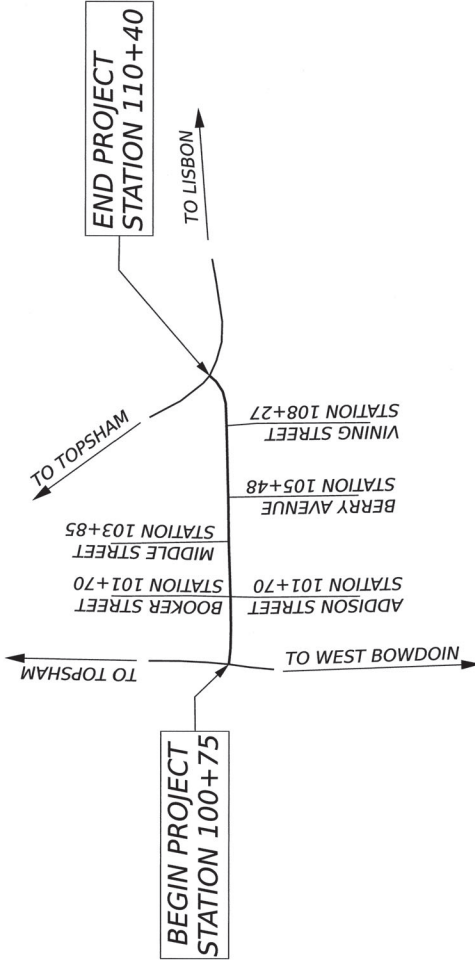 END PROJECT
STATION 110+40
TO LISBON
TO TOPSHAM
VINING STREET
STATION 108+27
BERRY AVENUE
STATION 105+48
MIDDLE STREET
STATION 103+85
BOOKER STREET
STATION 101+70
ADDISON STREET
STATION 101+70
TO TOPSHAM
TO WEST BOWDOIN
BEGIN PROJECT
STATION 100+75